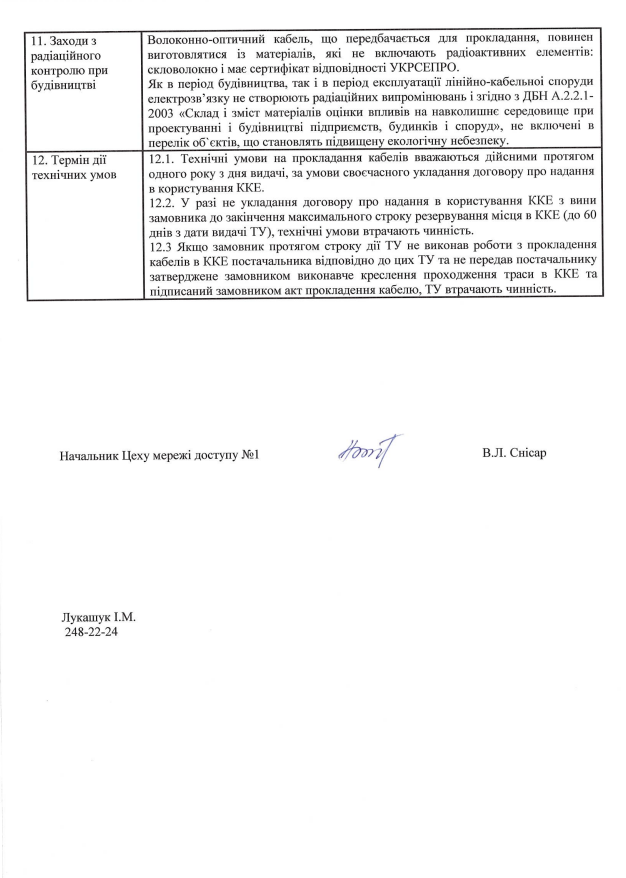 11. Заходи з
радіаційного
контролю при
будівництві
Волоконно-оптичний кабель, що передбачається для прокладання, повинен
виготовлятися із матеріалів, які не включають радіоактивних елементів:
скловолокно і має сертифікат відповідності УКРСЕПРО.
Як в період будівництва, так і в період експлуатації лінійно-кабельної споруди
електрозв’язку не створюють радіаційних випромінювань і згідно з ДБН А.2.2.1-
2003 «Склад і зміст матеріалів оцінки впливів на навколишнє середовище при
проектуванні і будівництві підприємств, будинків і споруд», не включені в
перелік об`єктів, що становлять підвищену екологічну небезпеку.
12. Термін дії
технічних умов
12.1. Технічні умови на прокладання кабелів вважаються дійсними протягом
одного року з дня видачі, за умови своєчасного укладання договору про надання
в користування ККЕ.
12.2. У разі не укладання договору про надання в користування ККЕ з вини
замовника до закінчення максимального строку резервування місця в ККЕ (до 60
днів з дати видачі ТУ), технічні умови втрачають чинність.
12.3 Якщо замовник протягом строку дії ТУ не виконав роботи з прокладення
кабелів в ККЕ постачальника відповідно до цих ТУ та не передав постачальнику
затверджене замовником виконавче креслення проходження траси в ККЕ та
підписаний замовником акт прокладення кабелю, ТУ втрачають чинність.
Начальник Цеху мережі доступу №1
В.Л. Снісар
Лукашук І.М.
248-22-24